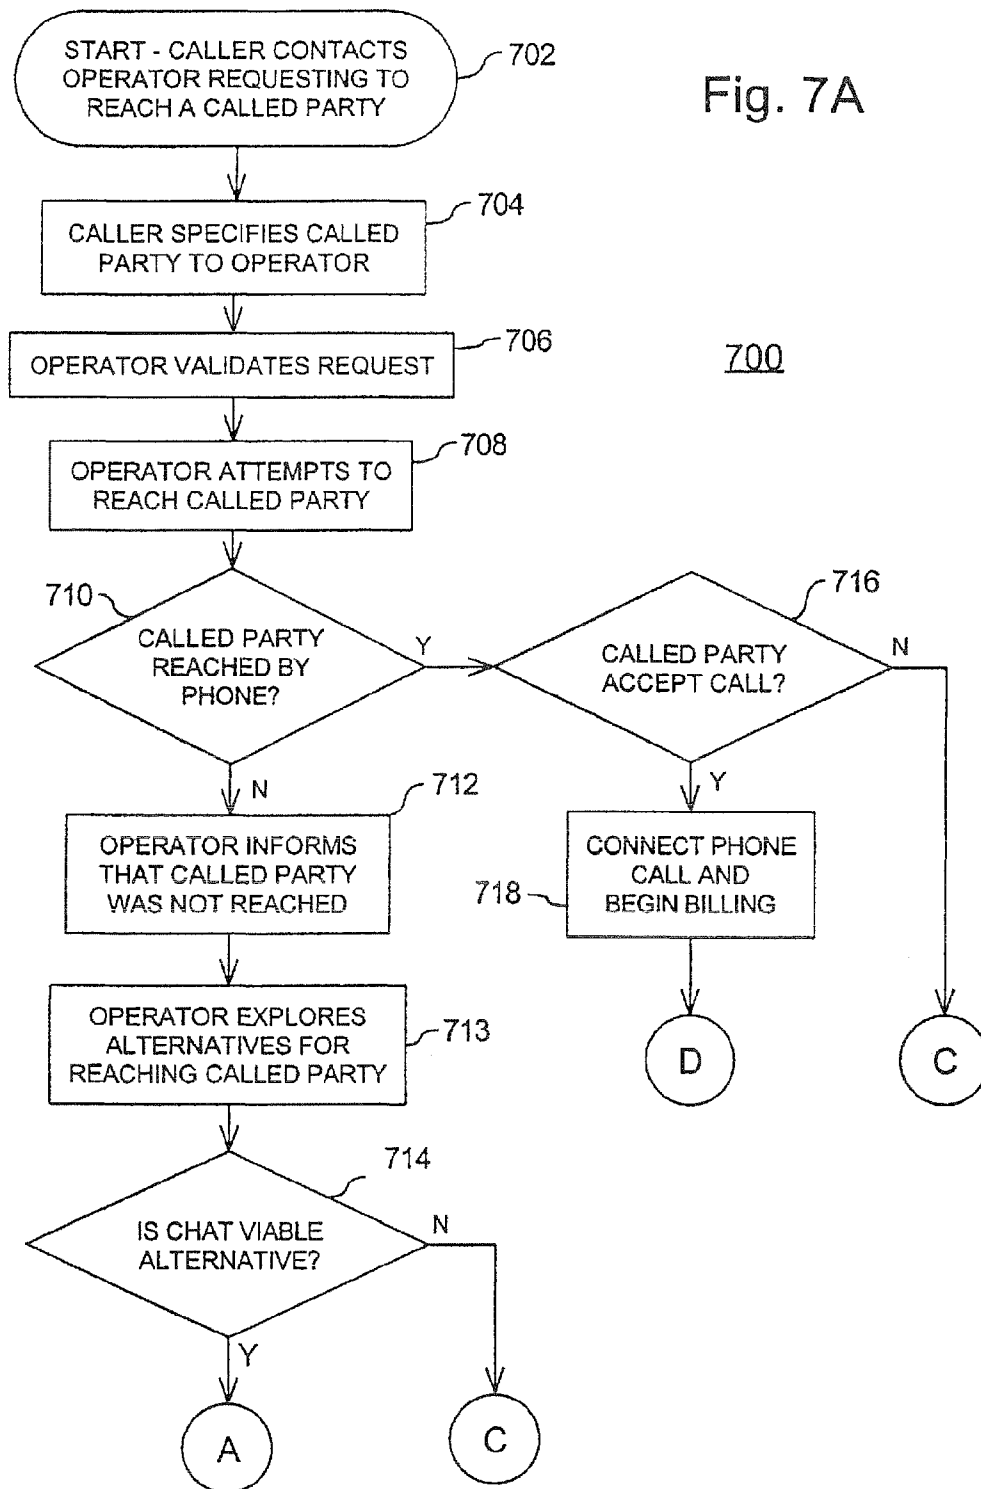 START - CALLER CONTACTS
OPERATOR REQUESTING TO
REACH A CALLED PARTY
702
Fig. 7A
704
CALLER SPECIFIES CALLED
PARTY TO OPERATOR
706
OPERATOR VALIDATES REQUEST
700
708
OPERATOR ATTEMPTS TO
REACH CALLED PARTY
710
CALLED PARTY
REACHED BY
PHONE?
Y
716
CALLED PARTY
ACCEPT CALL?
N
N
712
OPERATOR INFORMS
THAT CALLED PARTY
WAS NOT REACHED
Y
CONNECT PHONE
CALL AND
BEGIN BILLING
718
OPERATOR EXPLORES
ALTERNATIVES FOR
REACHING CALLED PARTY
713
D
C
714
IS CHAT VIABLE
ALTERNATIVE?
N
Y
A
C